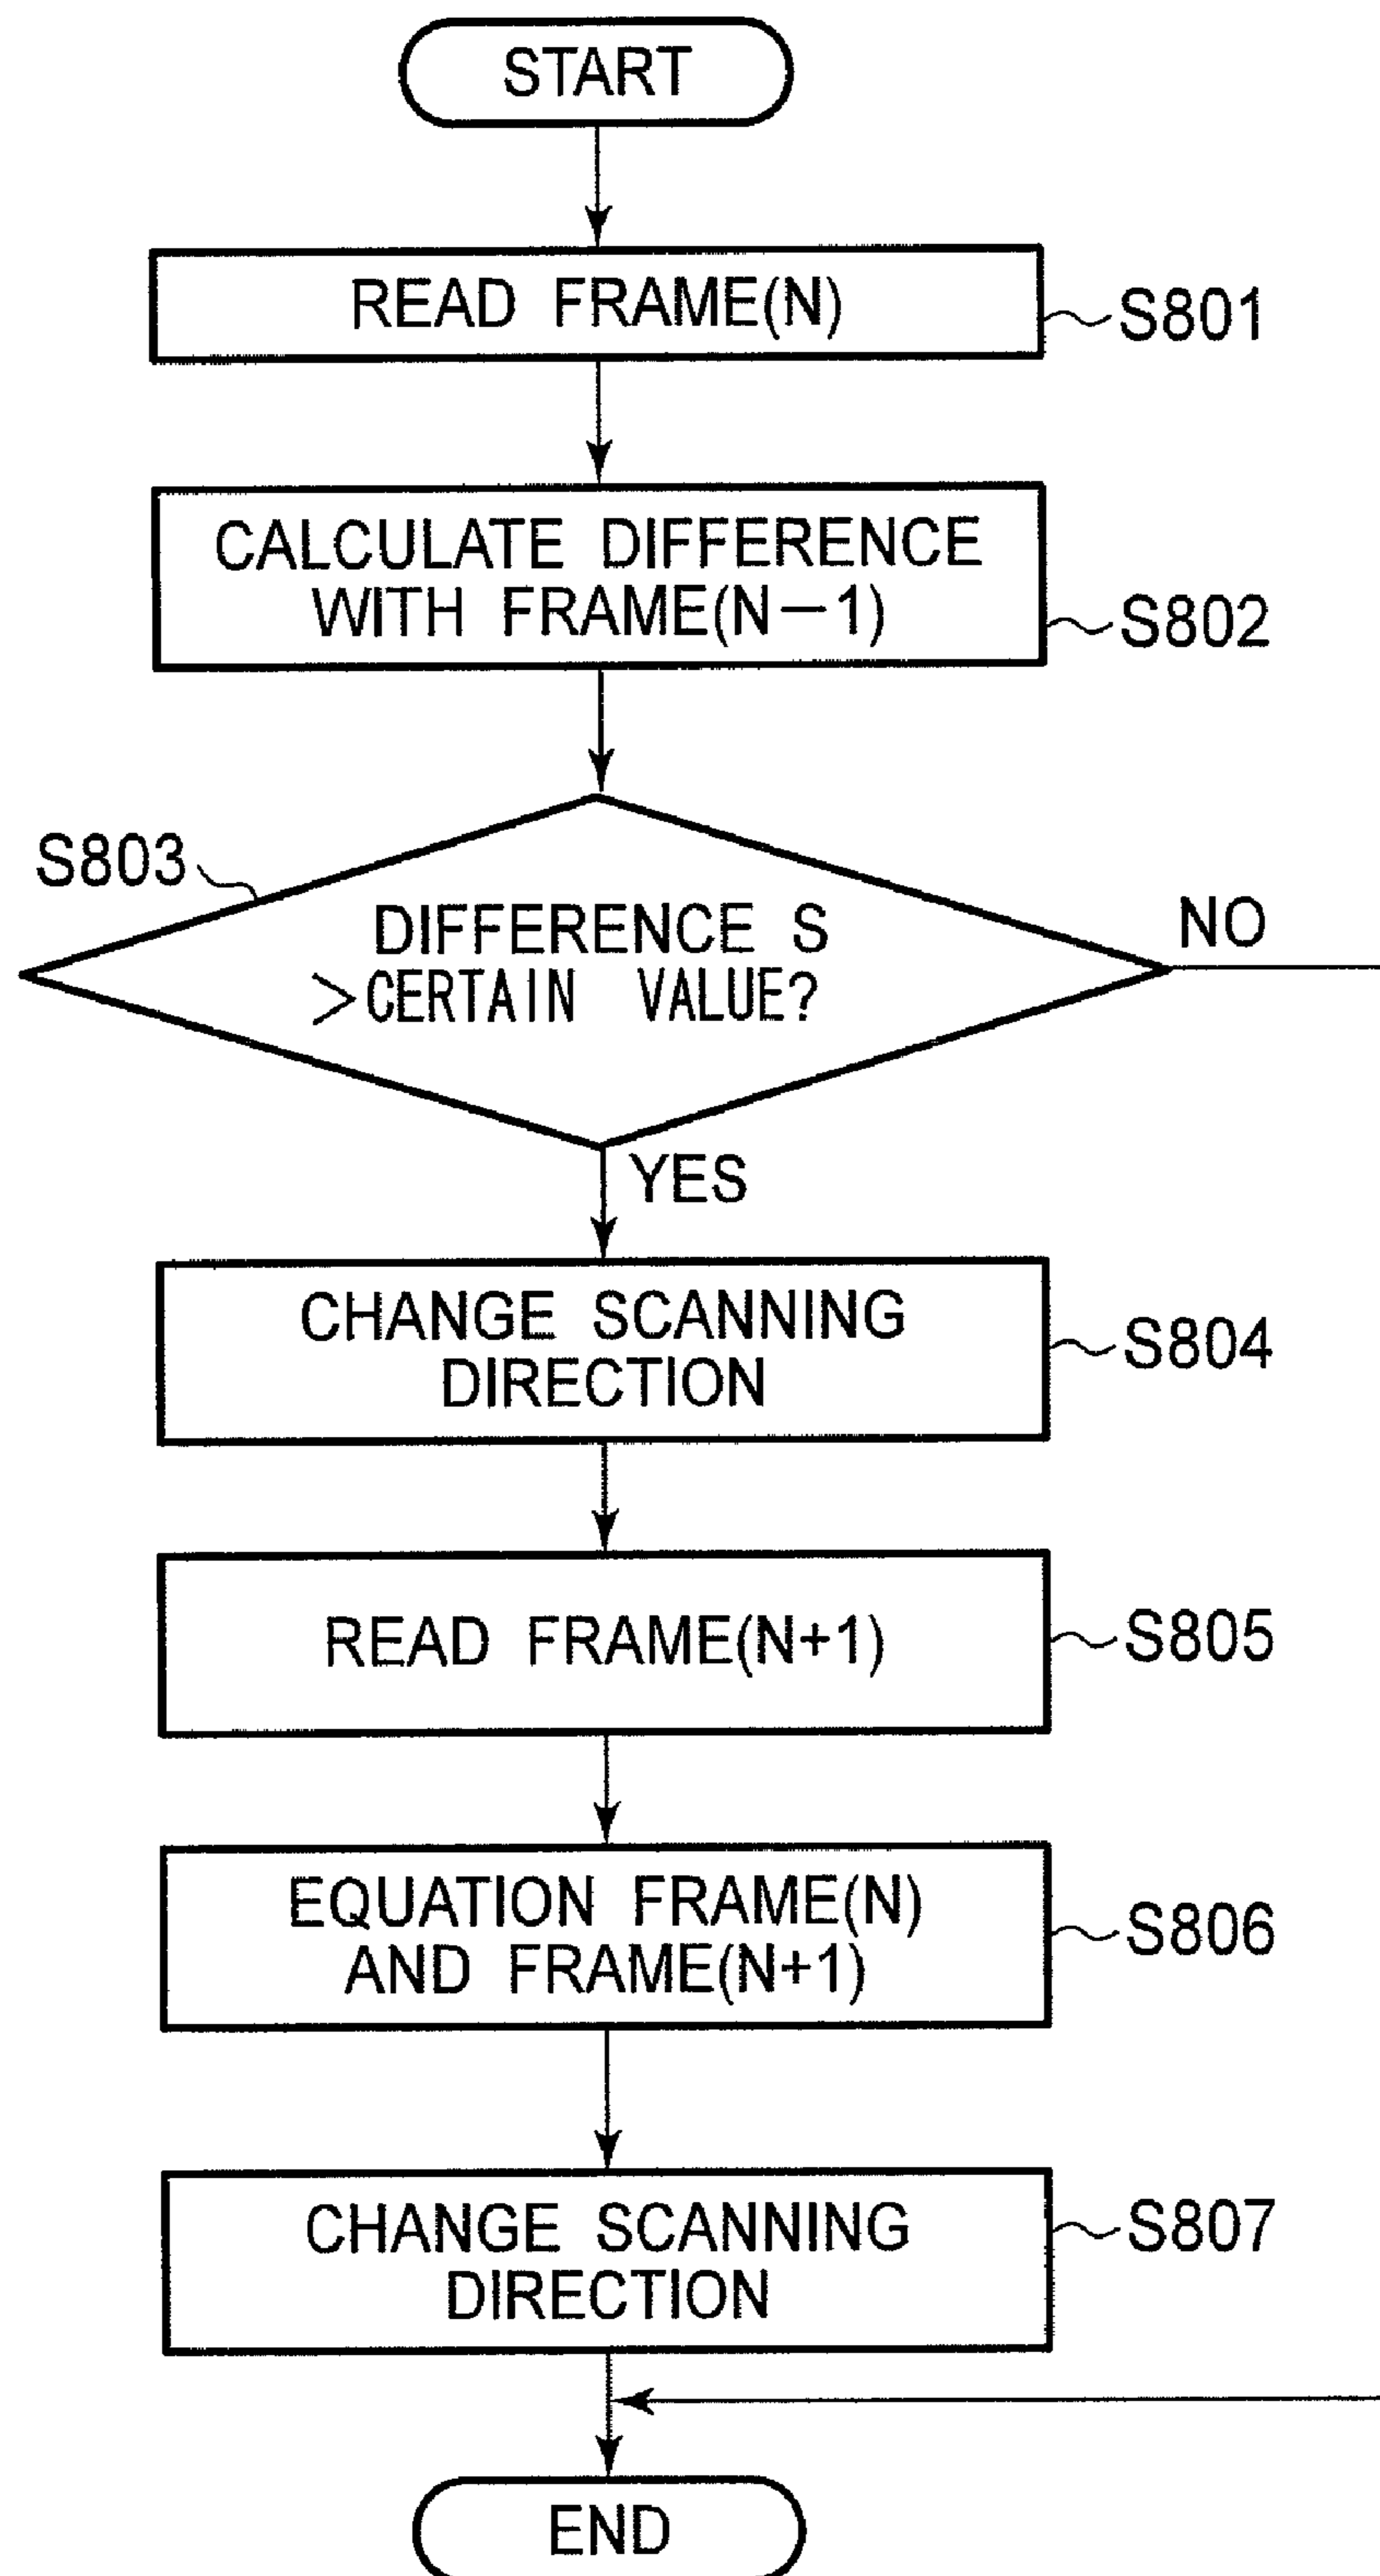 START
READ FRAME(N)
S801
CALCULATE DIFFERENCE
WITH FRAME(N−1)
S802
S803
DIFFERENCE S
>CERTAIN VALUE?
NO
YES
CHANGE SCANNING
DIRECTION
S804
READ FRAME(N+1)
S805
EQUATION FRAME(N)
AND FRAME(N+1)
S806
CHANGE SCANNING
DIRECTION
S807
END